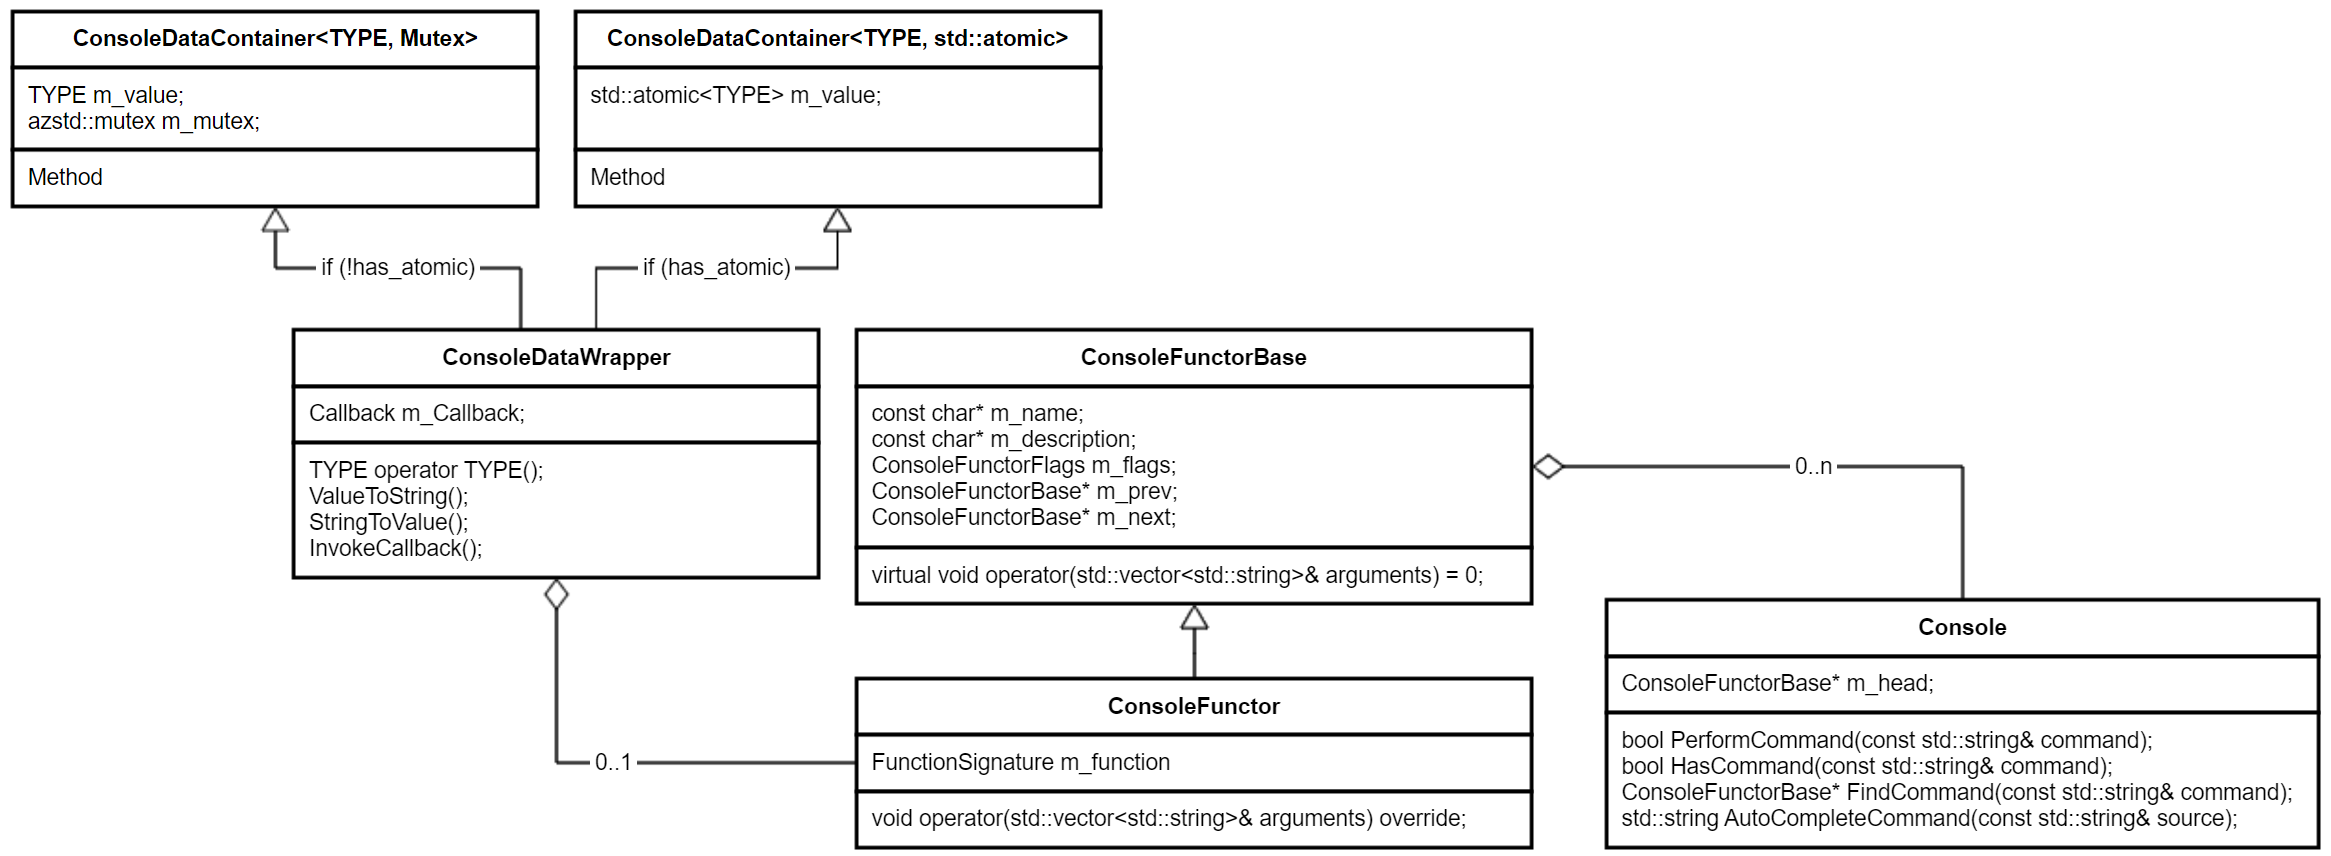 ConsoleDataContainer<TYPE, Mutex>
TYPE m_value;
azstd::mutex m_mutex;
Method
ConsoleDataContainer<TYPE, std::atomic>
std::atomic<TYPE> m_value;
Method
if (!has_atomic)
if (has_atomic)
ConsoleDataWrapper
Callback m_Callback;
TYPE operator TYPE();
ValueToString();
StringToValue();
InvokeCallback();
ConsoleFunctorBase
const char* m_name;
const char* m_description;
ConsoleFunctorFlags m_flags;
ConsoleFunctorBase* m_prev;
ConsoleFunctorBase* m_next;
virtual void operator(std::vector<std::string>& arguments) = 0;
0..n
0..1
ConsoleFunctor
FunctionSignature m_function
void operator(std::vector<std::string>& arguments) override;
Console
ConsoleFunctorBase* m_head;
bool PerformCommand(const std::string& command);
bool HasCommand(const std::string& command);
ConsoleFunctorBase* FindCommand(const std::string& command);
std::string AutoCompleteCommand(const std::string& source);